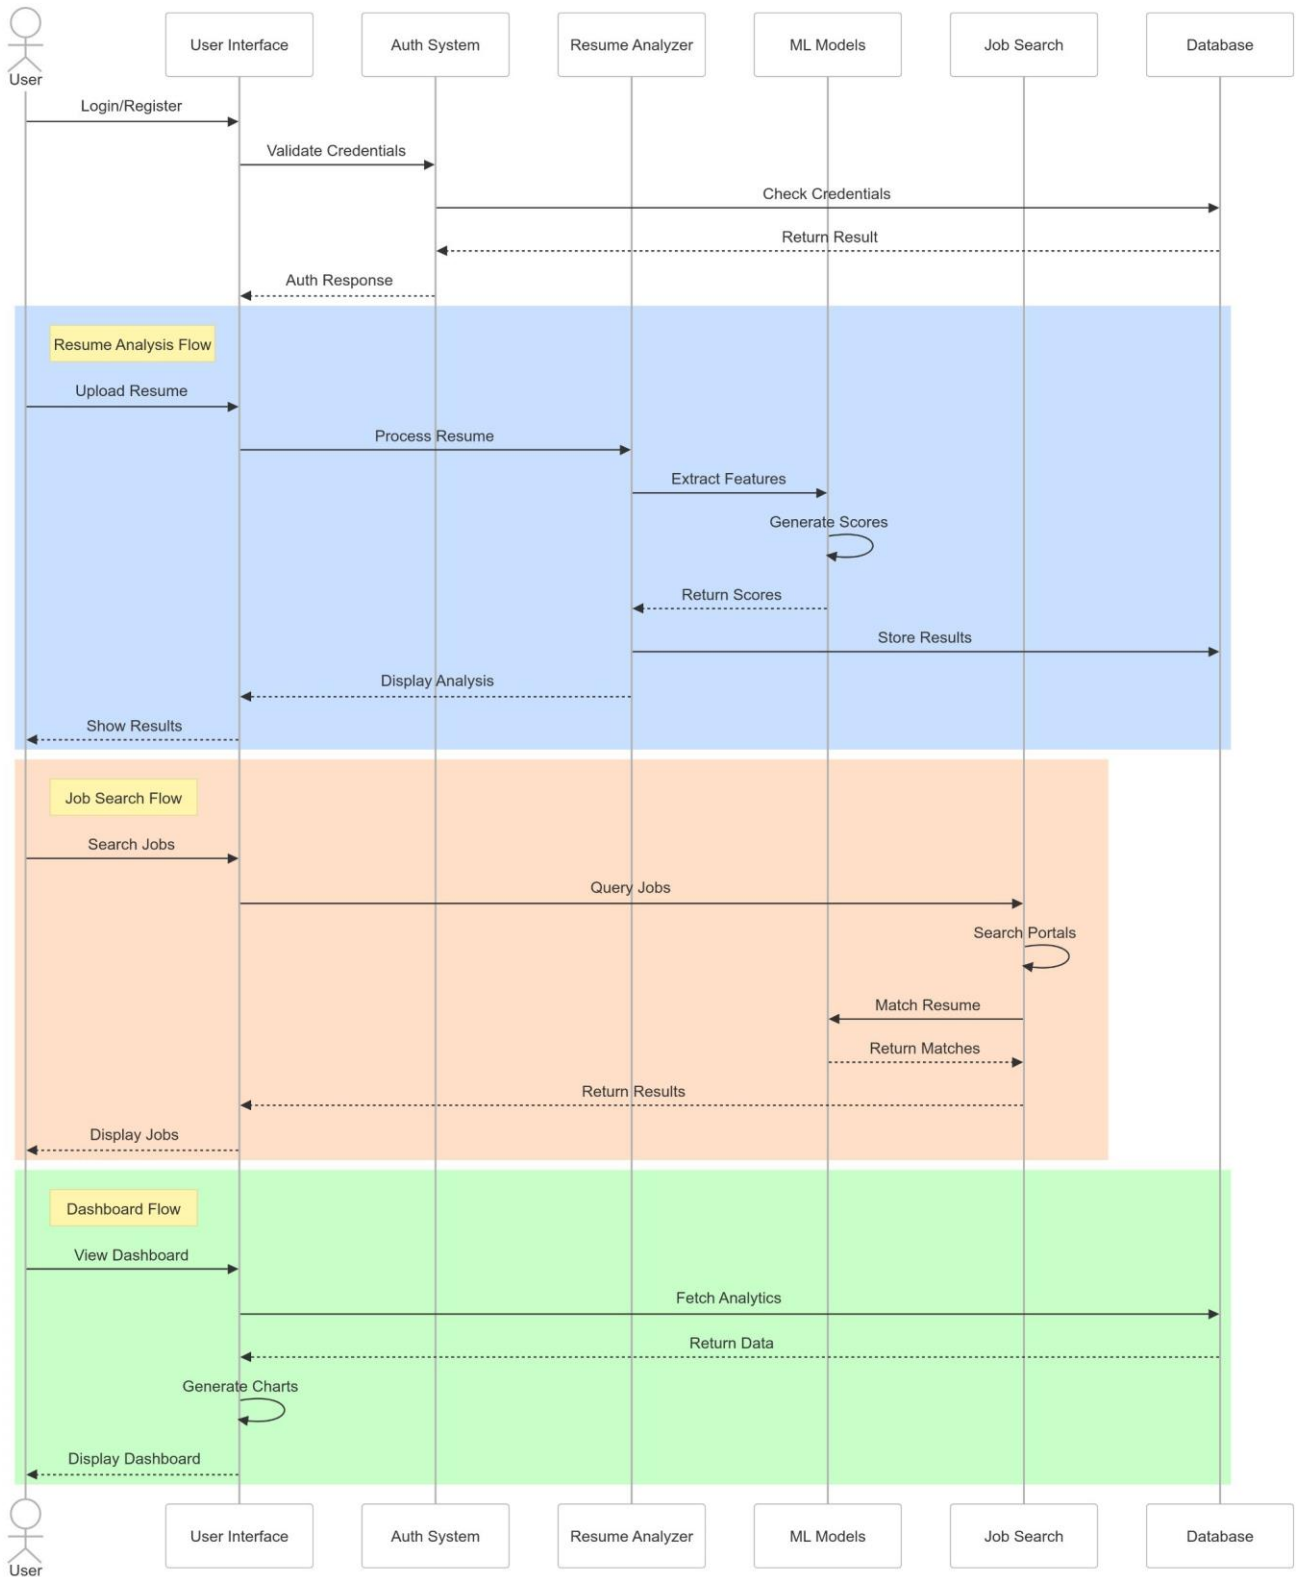 User Interface
Auth System
Resume Analyzer
ML Models
Job Search
Database
User
Login/Register
Validate Credentials
Check Credentials
Return Result
Auth Response
Resume Analysis Flow
Upload Resume
Process Resume
Extract Features
Generate Scores
Return Scores
Store Results
Display Analysis
Show Results
Job Search Flow
Search Jobs
Query Jobs
Search Portals
Match Resume
Return Matches
Return Results
Display Jobs
Dashboard Flow
View Dashboard
Fetch Analytics
Return Data
Generate Charts
Display Dashboard
User Interface
Auth System
Resume Analyzer
ML Models
Job Search
Database
User